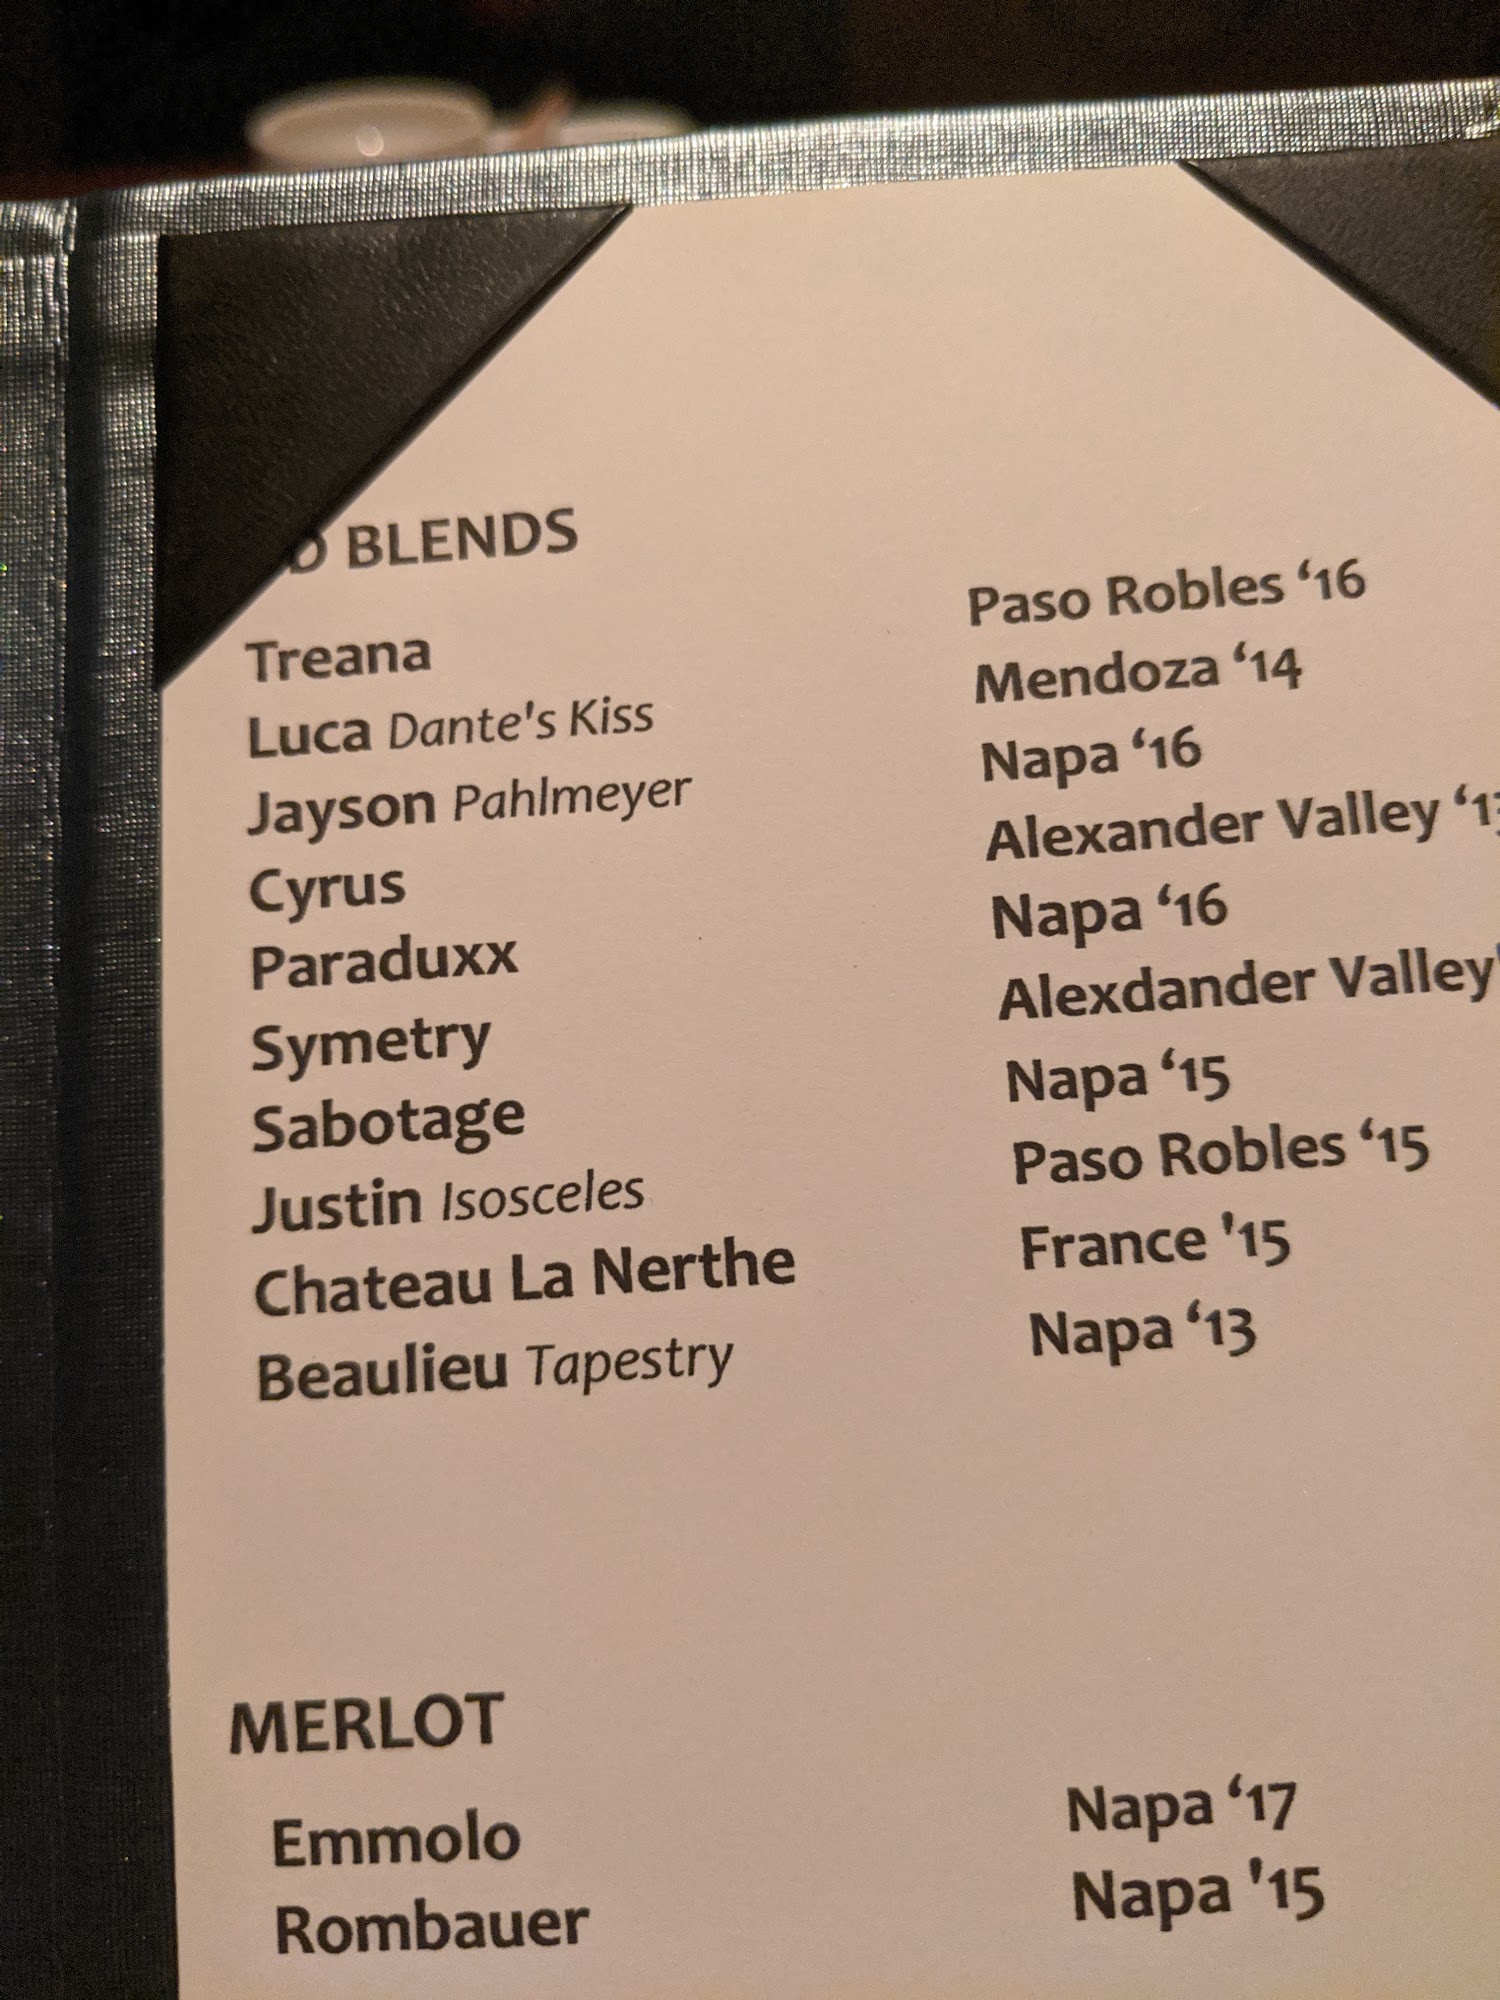 BLENDS
Treana Paso Robles ‘16
Luca Dante's Kiss Mendoza ‘14
Jayson Pahlmeyer Napa ‘16
Cyrus Alexander Valley
Paraduxx Napa ‘16
Symetry Alexdander Valley
Sabotage Napa ‘15
Justin Isosceles Paso Robles ‘15
Chateau La Nerthe France '15
Beaulieu Tapestry Napa ‘13
MERLOT
Emmolo Napa ‘17
Rombauer Napa '15